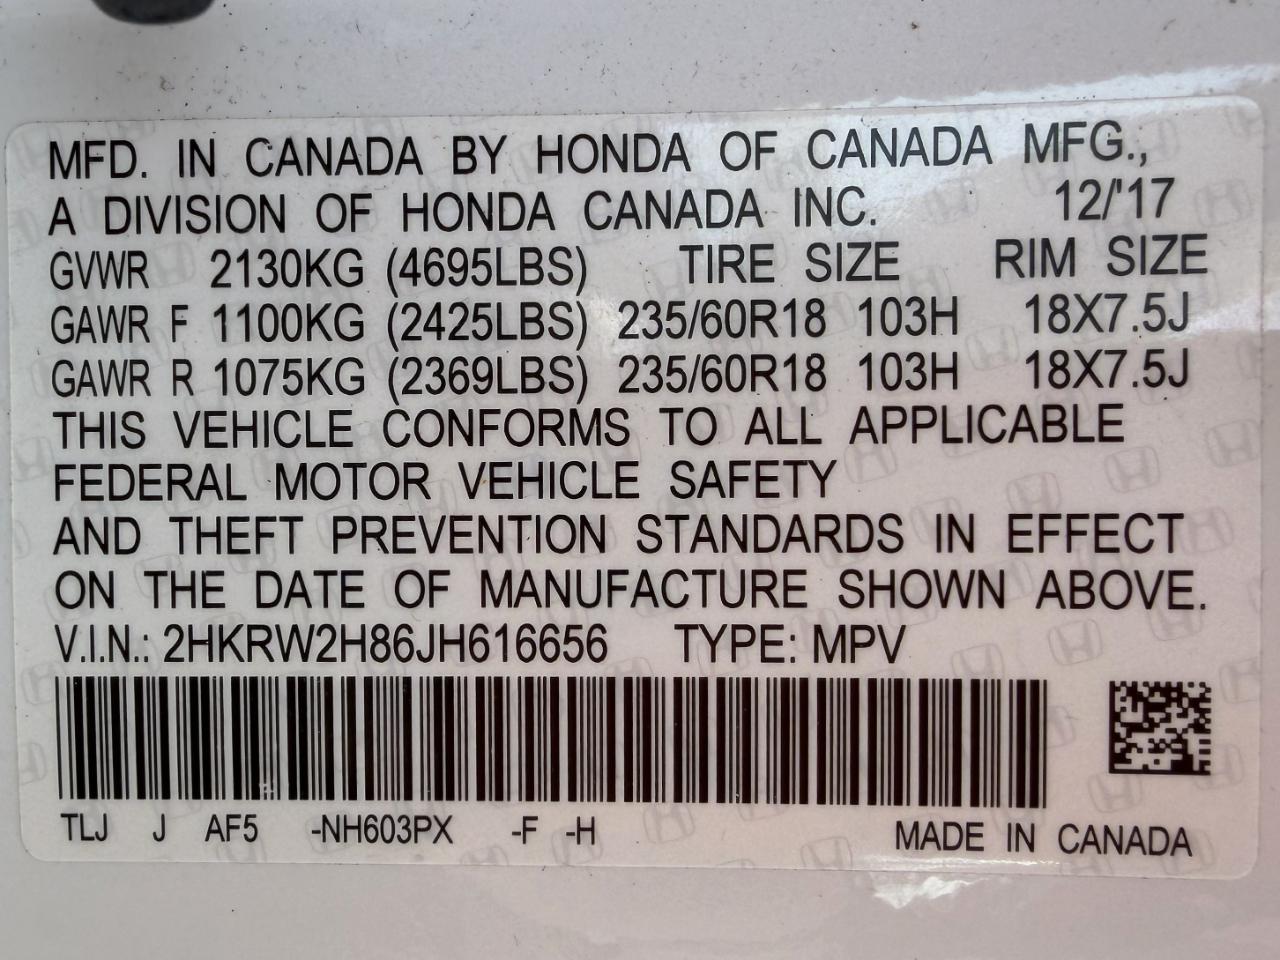 MFD. IN CANADA BY HONDA OF CANADA MFG.,
A DIVISION OF HONDA CANADA INC. 12/'17
GVWR 2130KG (4695LBS) TIRE SIZE RIM SIZE
GAWR F 1100KG (2425LBS) 235/60R18 103H 18X7.5J
GAWR R 1075KG (2369LBS) 235/60R18 103H 18X7.5J
THIS VEHICLE CONFORMS TO ALL APPLICABLE
FEDERAL MOTOR VEHICLE SAFETY
AND THEFT PREVENTION STANDARDS IN EFFECT
ON THE DATE OF MANUFACTURE SHOWN ABOVE.
V.I.N.: 2HKRW2H86JH616656 TYPE: MPV
TLJ J AF5 -NH603PX -F -H MADE IN CANADA